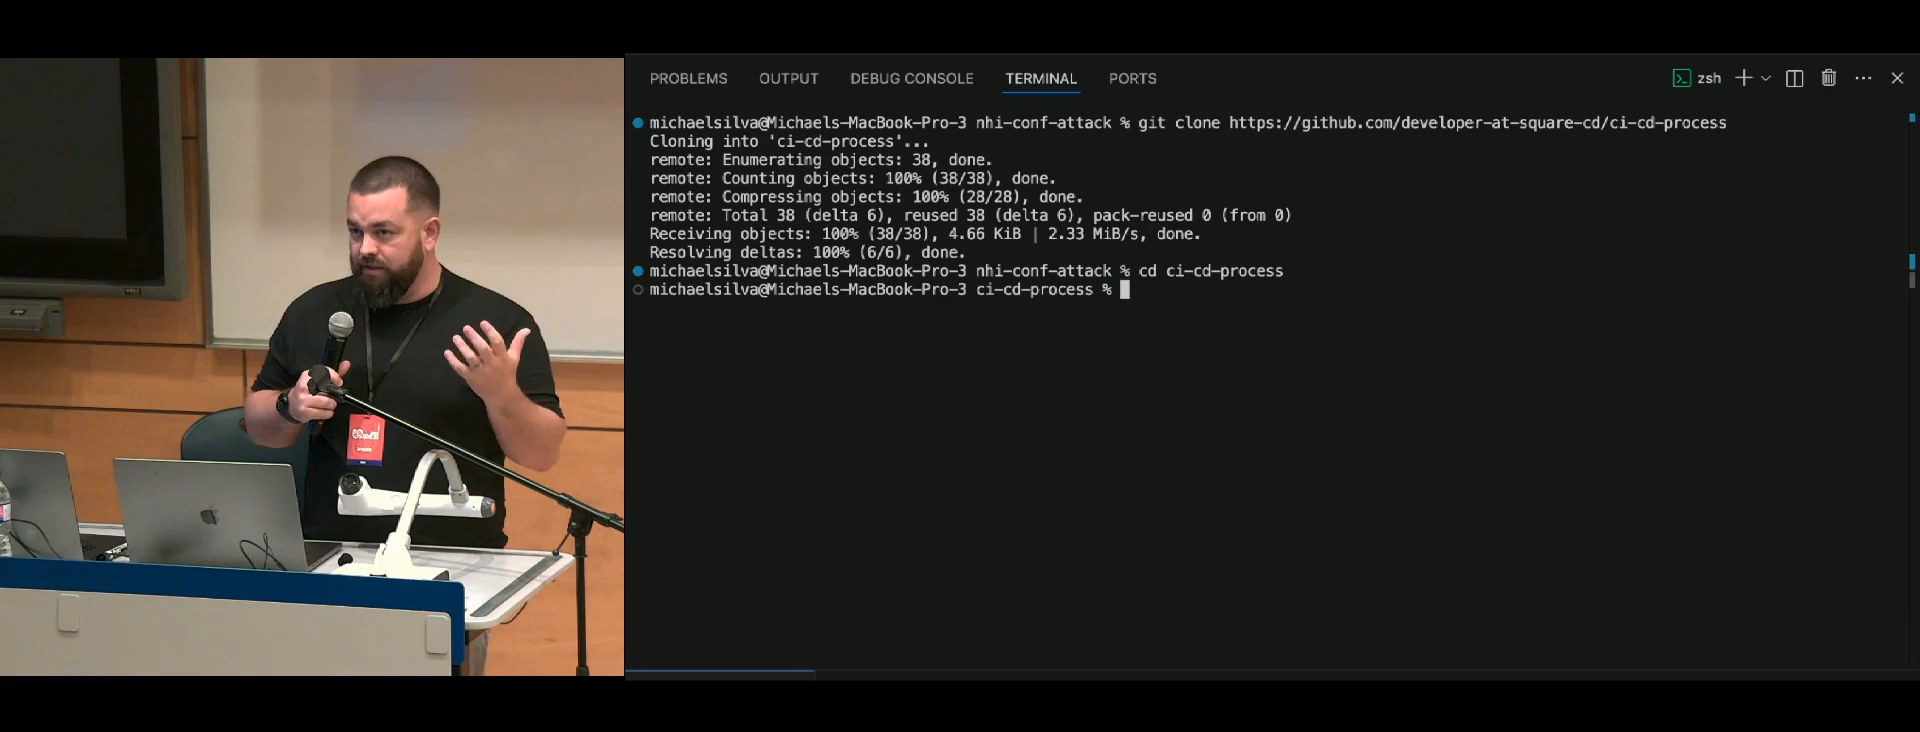 PROBLEMS OUTPUT DEBUG CONSOLE TERMINAL PORTS zsh
michaelsilva@Michaels-MacBook-Pro-3 nhi-conf-attack % git clone https://github.com/developer-at-square-cd/ci-cd-process
Cloning into 'ci-cd-process'...
remote: Enumerating objects: 38, done.
remote: Counting objects: 100% (38/38), done.
remote: Compressing objects: 100% (28/28), done.
remote: Total 38 (delta 6), reused 38 (delta 6), pack-reused 0 (from 0)
Receiving objects: 100% (38/38), 4.66 KiB | 2.33 MiB/s, done.
Resolving deltas: 100% (6/6), done.
michaelsilva@Michaels-MacBook-Pro-3 nhi-conf-attack % cd ci-cd-process
michaelsilva@Michaels-MacBook-Pro-3 ci-cd-process %